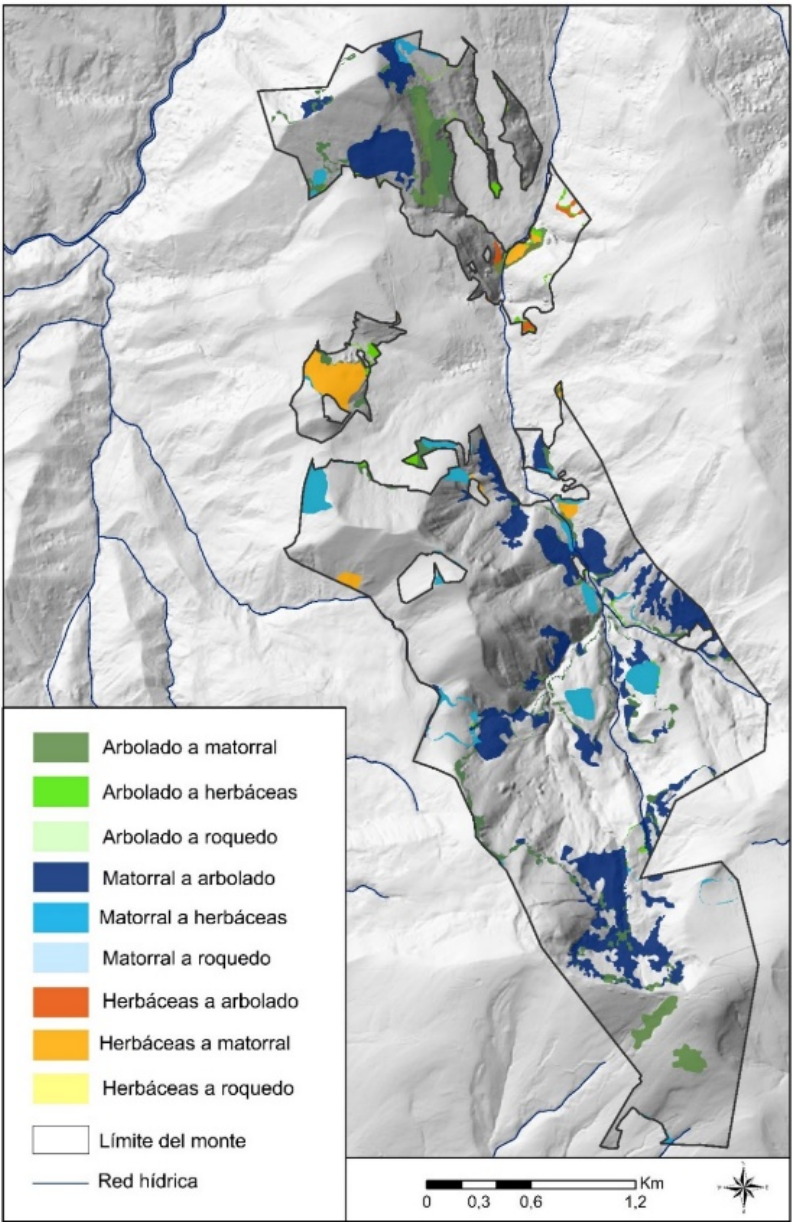 Arbolado a matorral
Arbolado a herbáceas
Arbolado a roquedo
Matorral a arbolado
Matorral a herbáceas
Matorral a roquedo
Herbáceas a arbolado
Herbáceas a matorral
Herbáceas a roquedo
Límite del monte
Red hídrica
Km
0 0,3 0,6 1,2